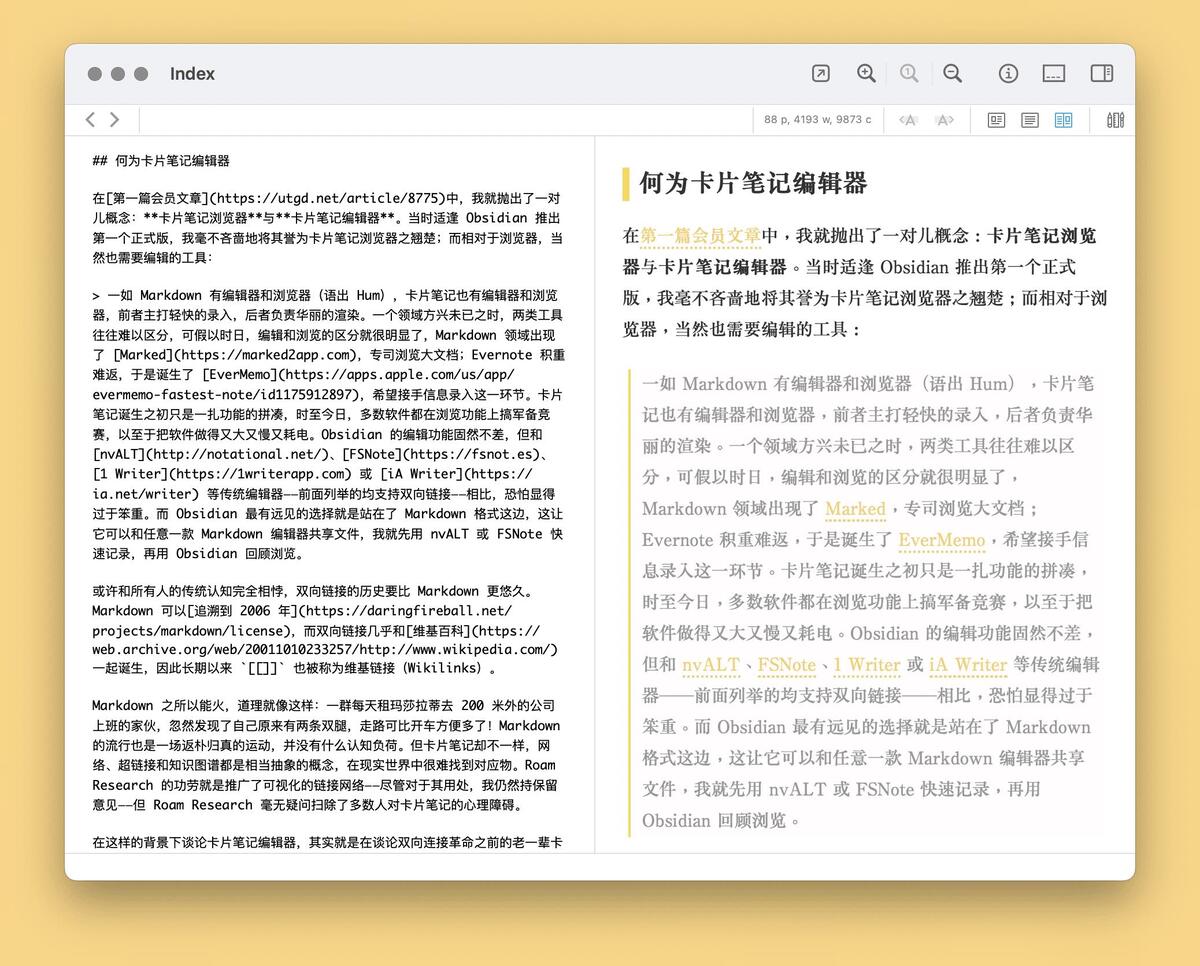 Index
88 p, 4193 w, 9873 c
## 何为卡片笔记编辑器
在[第一篇会员文章](https://utgd.net/article/8775)中，我就抛出了一对
儿概念：**卡片笔记浏览器**与**卡片笔记编辑器**。当时适逢 Obsidian 推出
第一个正式版，我毫不吝啬地将其誉为卡片笔记浏览器之翘楚；而相对于浏览器，当
然也需要编辑的工具：
> 一如 Markdown 有编辑器和浏览器（语出 Hum），卡片笔记也有编辑器和浏览
器，前者主打轻快的录入，后者负责华丽的渲染。一个领域方兴未已之时，两类工具
往往难以区分，可假以时日，编辑和浏览的区分就很明显了，Markdown 领域出现
了 [Marked](https://marked2app.com)，专司浏览大文档；Evernote 积重
难返，于是诞生了 [EverMemo](https://apps.apple.com/us/app/
evermemo-fastest-note/id1175912897)，希望接手信息录入这一环节。卡片
笔记诞生之初只是一扎功能的拼凑，时至今日，多数软件都在浏览功能上搞军备竞
赛，以至于把软件做得又大又慢又耗电。Obsidian 的编辑功能固然不差，但和
[nvALT](http://notational.net/)、[FSNote](https://fsnot.es)、
[1 Writer](https://1writerapp.com) 或 [iA Writer](https://
ia.net/writer) 等传统编辑器——前面列举的均支持双向链接——相比，恐怕显得
过于笨重。而 Obsidian 最有远见的选择就是站在了 Markdown 格式这边，这让
它可以和任意一款 Markdown 编辑器共享文件，我就先用 nvALT 或 FSNote 快
速记录，再用 Obsidian 回顾浏览。
或许和所有人的传统认知完全相悖，双向链接的历史要比 Markdown 更悠久。
Markdown 可以[追溯到 2006 年](https://daringfireball.net/
projects/markdown/license)，而双向链接几乎和[维基百科](https://
web.archive.org/web/20011010233257/http://www.wikipedia.com/)
一起诞生，因此长期以来 `[[]]` 也被称为维基链接（Wikilinks）。
Markdown 之所以能火，道理就像这样：一群每天租玛莎拉蒂去 200 米外的公司
上班的家伙，忽然发现了自己原来有两条双腿，走路可比开车方便多了！Markdown
的流行也是一场返朴归真的运动，并没有什么认知负荷。但卡片笔记却不一样，网
络、超链接和知识图谱都是相当抽象的概念，在现实世界中很难找到对应物。Roam
Research 的功劳就是推广了可视化的链接网络——尽管对于其用处，我仍然持保留
意见——但 Roam Research 毫无疑问扫除了多数人对卡片笔记的心理障碍。
在这样的背景下谈论卡片笔记编辑器，其实就是在谈论双向连接革命之前的老一辈卡
何为卡片笔记编辑器
在第一篇会员文章中，我就抛出了一对儿概念：卡片笔记浏览
器与卡片笔记编辑器。当时适逢 Obsidian 推出第一个正式
版，我毫不吝啬地将其誉为卡片笔记浏览器之翘楚；而相对于浏
览器，当然也需要编辑的工具：
一如 Markdown 有编辑器和浏览器（语出 Hum），卡片笔
记也有编辑器和浏览器，前者主打轻快的录入，后者负责华
丽的渲染。一个领域方兴未已之时，两类工具往往难以区
分，可假以时日，编辑和浏览的区分就很明显了，
Markdown 领域出现了 Marked，专司浏览大文档；
Evernote 积重难返，于是诞生了 EverMemo，希望接手信
息录入这一环节。卡片笔记诞生之初只是一扎功能的拼凑，
时至今日，多数软件都在浏览功能上搞军备竞赛，以至于把
软件做得又大又慢又耗电。Obsidian 的编辑功能固然不差，
但和 nvALT、FSNote、1 Writer 或 iA Writer 等传统编辑
器——前面列举的均支持双向链接——相比，恐怕显得过于
笨重。而 Obsidian 最有远见的选择就是站在了 Markdown
格式这边，这让它可以和任意一款 Markdown 编辑器共享
文件，我就先用 nvALT 或 FSNote 快速记录，再用
Obsidian 回顾浏览。